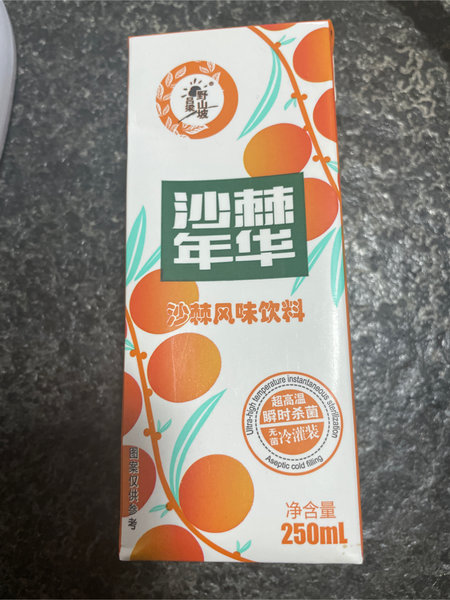 吕梁
野山坡
沙棘
年华
沙棘风味饮料
Ultra-high temperature instantaneous sterilization
超高温
瞬时杀菌
无菌冷灌装
Aseptic cold filling
图案仅供参考
净含量
250mL